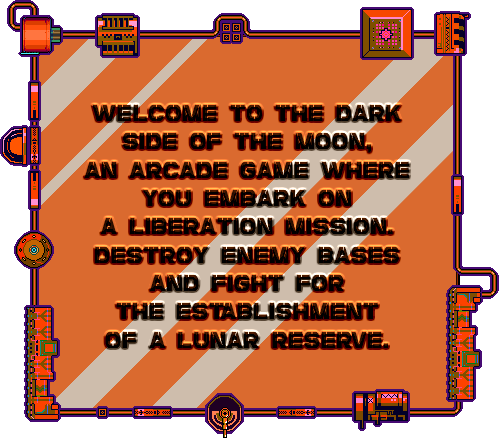 WELCOME TO THE DARK
SIDE OF THE MOON,
AN ARCADE GAME WHERE
YOU EMBARK ON
A LIBERATION MISSION.
DESTROY ENEMY BASES
AND FIGHT FOR
THE ESTABLISHMENT
OF A LUNAR RESERVE.